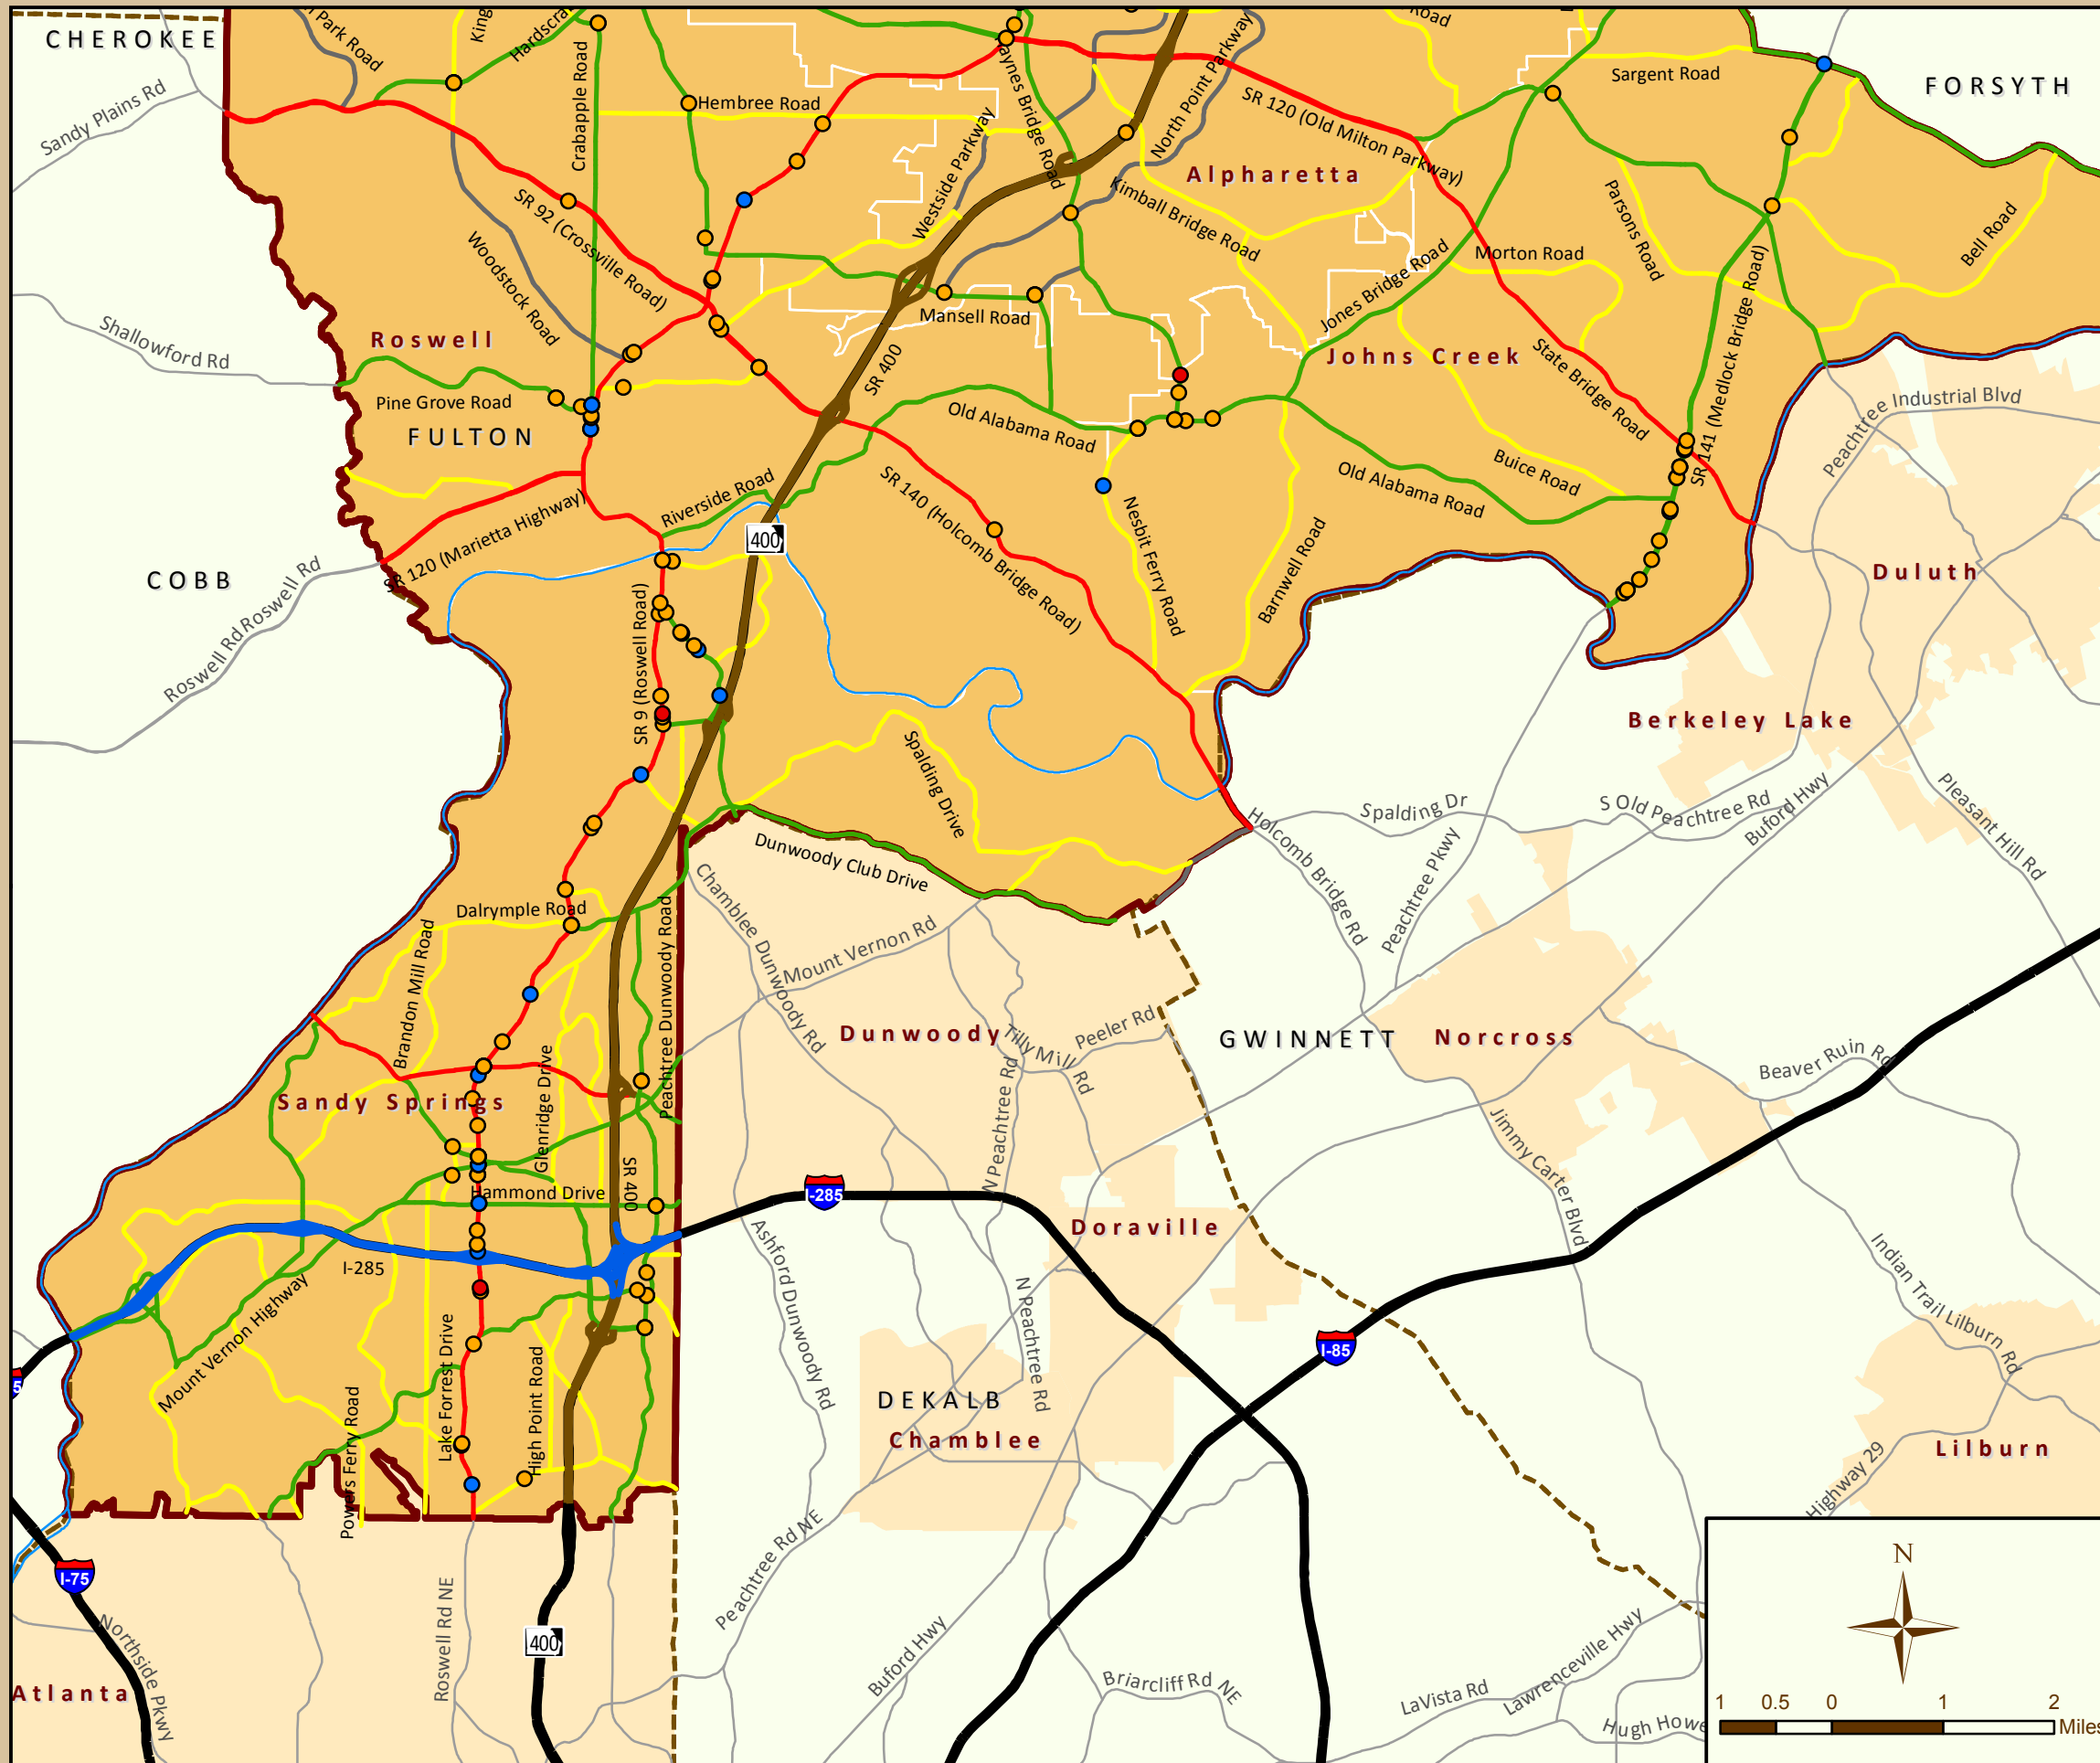 CHEROKEE
Park Road
King
Hardscra
Crabapple Road
Haynes Bridge Road
North Point Parkway
Road
Sargent Road
FORSYTH
Sandy Plains Rd
Hembree Road
SR 120 (Old Milton Parkway)
Westside Parkway
Alpharetta
Kimball Bridge Road
Parsons Road
Bell Road
SR 92 (Crossville Road)
Woodstock Road
Morton Road
Jones Bridge Road
SR 141 (Medlock Bridge Road)
Mansell Road
Shallowford Rd
Roswell
SR 400
Johns Creek
State Bridge Road
Pine Grove Road
FULTON
Old Alabama Road
Peachtree Industrial Blvd
Buice Road
Old Alabama Road
Riverside Road
SR 140 (Holcomb Bridge Road)
Nesbit Ferry Road
Barnwell Road
SR 120 (Marietta Highway)
400
COBB
Roswell Rd
Roswell Rd
Duluth
SR 9 (Roswell Road)
Berkeley Lake
Spalding Drive
Dunwoody Club Drive
Holcomb Bridge Rd
Spalding Dr
Peachtree Pkwy
S Old Peachtree Rd
Buford Hwy
Pleasant Hill Rd
Dalrymple Road
Brandon Mill Road
Peachtree Dunwoody Road
Chamblee Dunwoody Rd
Mount Vernon Rd
Dunwoody
Tilly Mill Rd
Peeler Rd
GWINNETT
Norcross
Beaver Ruin Rd
Sandy Springs
Glenridge Drive
N Peachtree Rd
Jimmy Carter Blvd
SR 400
Hammond Drive
I-285
Doraville
I-285
Ashford Dunwoody Rd
N Peachtree Rd
Indian Trail Lilburn Rd
Mount Vernon Highway
Lake Forrest Drive
High Point Road
Powers Ferry Road
I-85
5
DEKALB
Chamblee
Lilburn
Highway 29
Peachtree Rd NE
I-75
Northside Pkwy
Roswell Rd NE
400
Buford Hwy
Briarcliff Rd NE
LaVista Rd
Lawrenceville Hwy
Hugh Howe
Atlanta
N
1 0.5 0 1 2
Miles